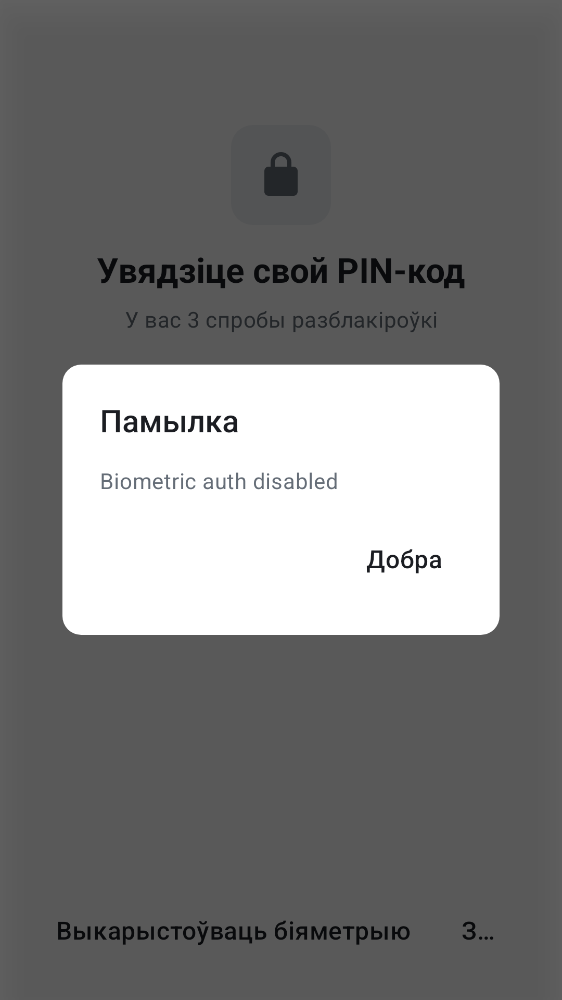 Увядзіце свой PIN-код
У вас 3 спробы разблакіроўкі
Памылка
Biometric auth disabled
Добра
Выкарыстоўваць біяметрыю З...